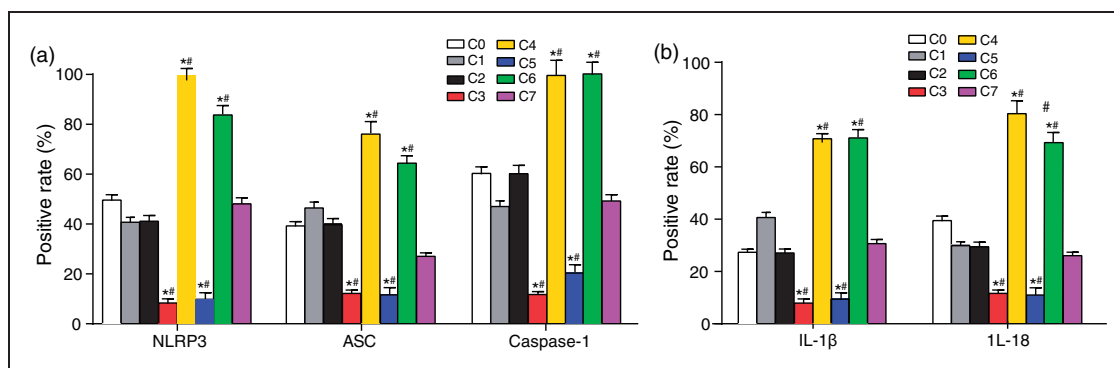 (a)
C0 C4
C1 C5
C2 C6
C3 C7
Positive rate (%)
100
80
60
40
20
0
*# *# *# *#
*# *# *# *#
*# *# *# *#
NLRP3 ASC Caspase-1
(b)
C0 C4
C1 C5
C2 C6
C3 C7
Positive rate (%)
100
80
60
40
20
0
*# *# *# *#
*# *# *# # *#
IL-1β 1L-18